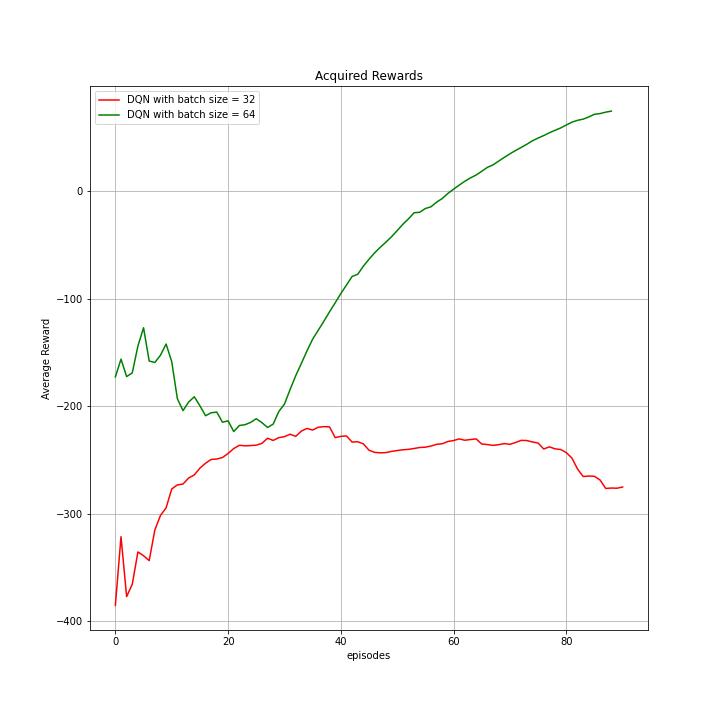 Acquired Rewards
DQN with batch size = 32
DQN with batch size = 64
0
−100
−200
−300
−400
Average Reward
0 20 40 60 80
episodes